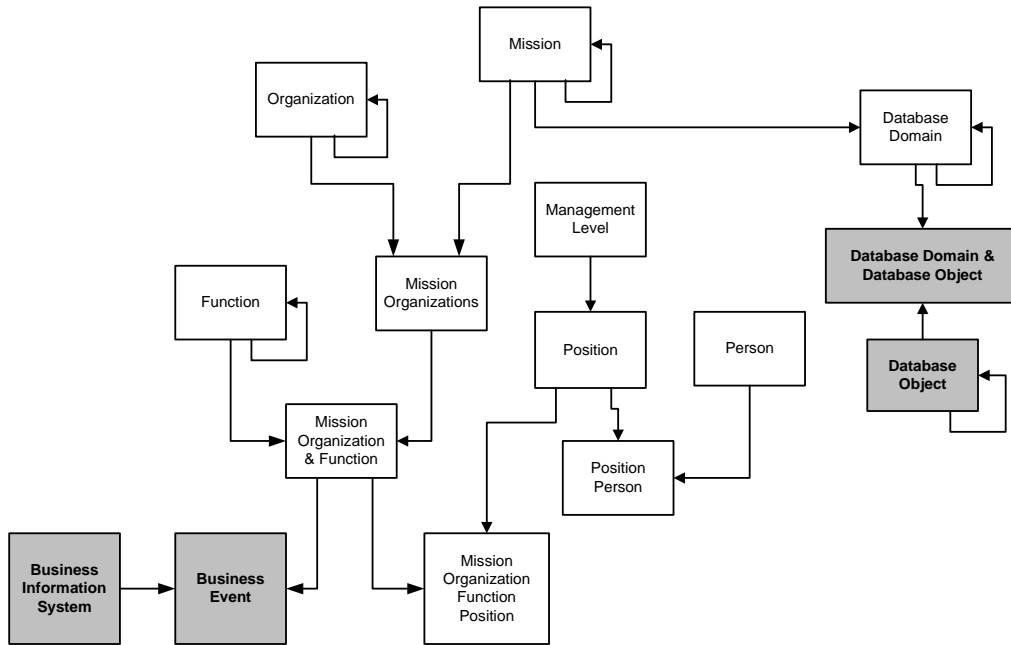 Mission
Organization
Database
Domain
Management
Level
Database Domain &
Database Object
Mission
Organizations
Function
Position
Person
Database
Object
Mission
Organization
& Function
Position
Person
Business
Information
System
Business
Event
Mission
Organization
Function
Position